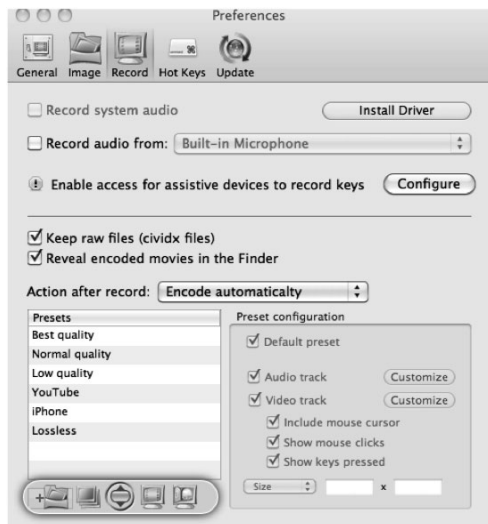 Preferences
General Image Record Hot Keys Update
Record system audio Install Driver
Record audio from: Built-in Microphone
Enable access for assistive devices to record keys Configure
Keep raw files (cividx files)
Reveal encoded movies in the Finder
Action after record: Encode automaticalty
Presets
Best quality
Normal quality
Low quality
YouTube
iPhone
Lossless
Preset configuration
Default preset
Audio track Customize
Video track Customize
Include mouse cursor
Show mouse clicks
Show keys pressed
Size x